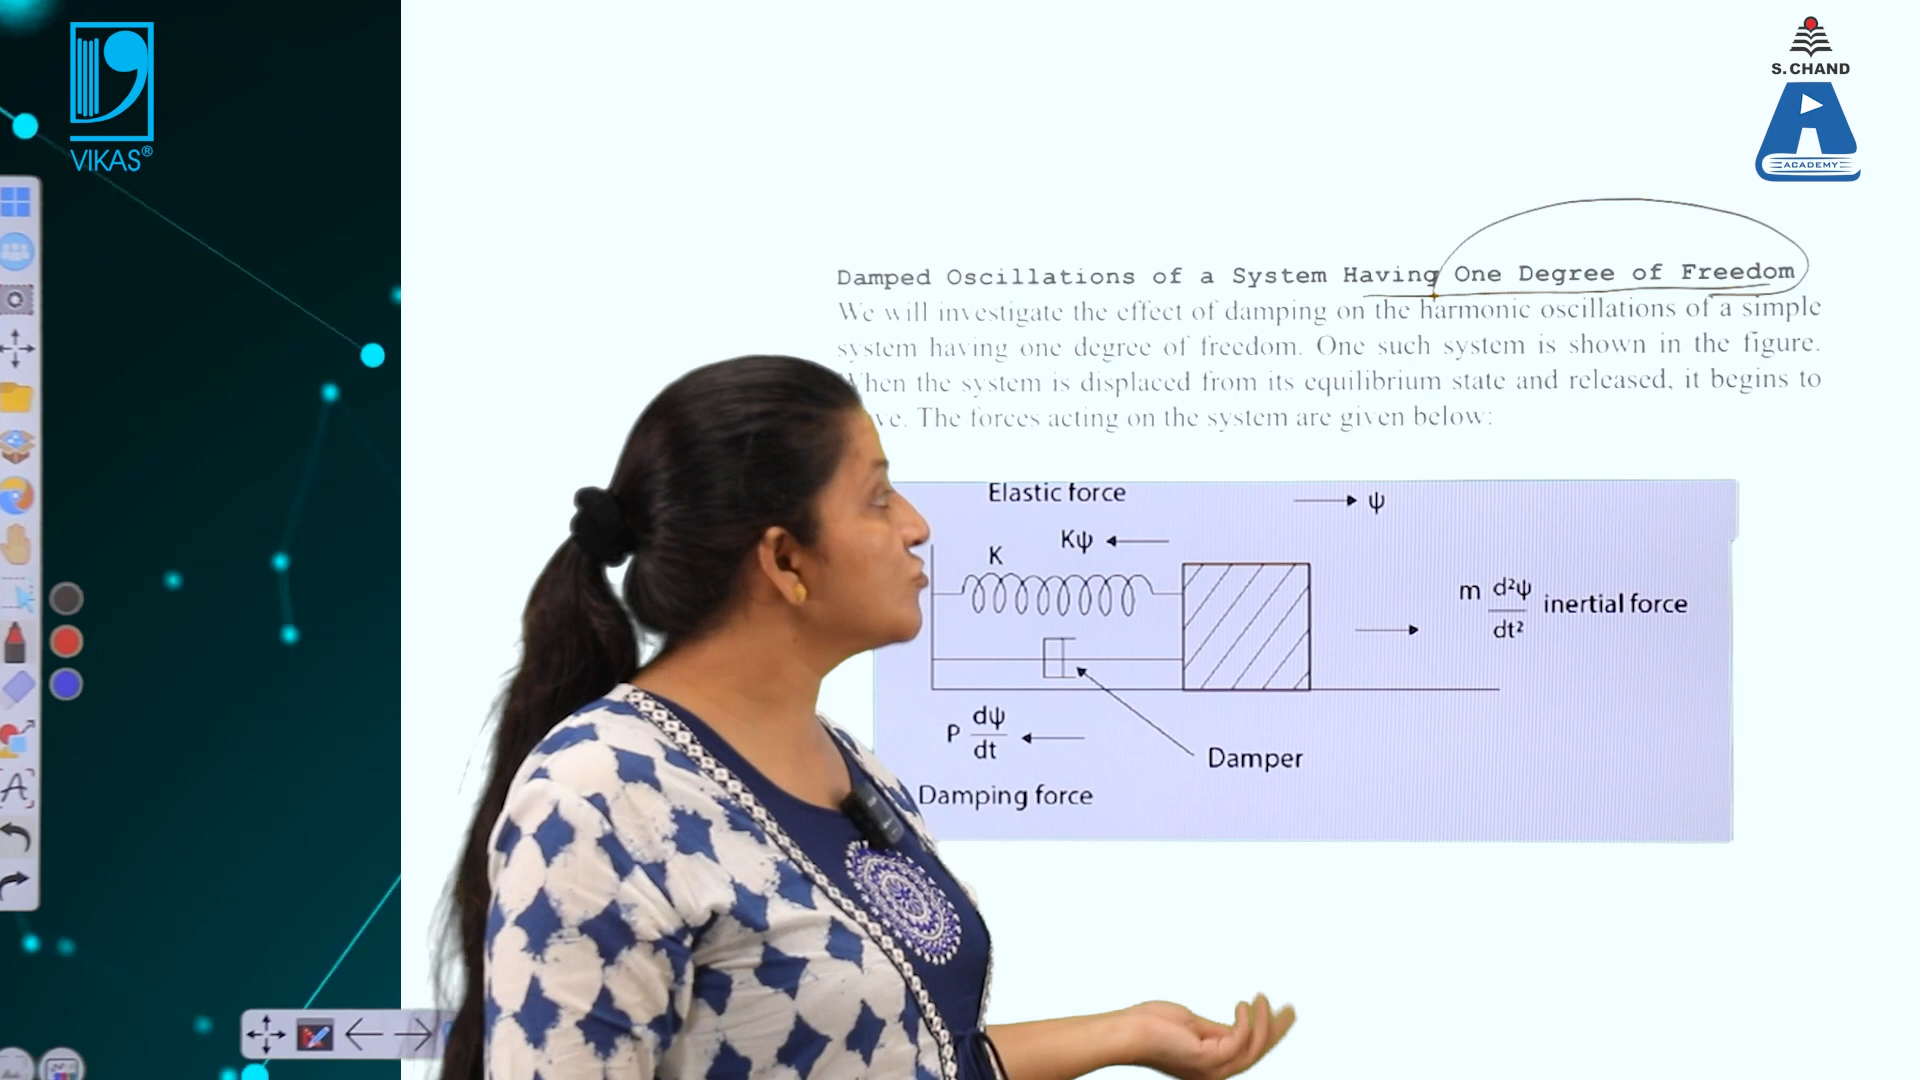 VIKAS®
S. CHAND
ACADEMY
Damped Oscillations of a System Having One Degree of Freedom
We will investigate the effect of damping on the harmonic oscillations of a simple
system having one degree of freedom. One such system is shown in the figure.
When the system is displaced from its equilibrium state and released, it begins to
The forces acting on the system are given below:
Elastic force
ψ
Kψ
K
m d²ψ/dt² inertial force
P dψ/dt
Damper
Damping force